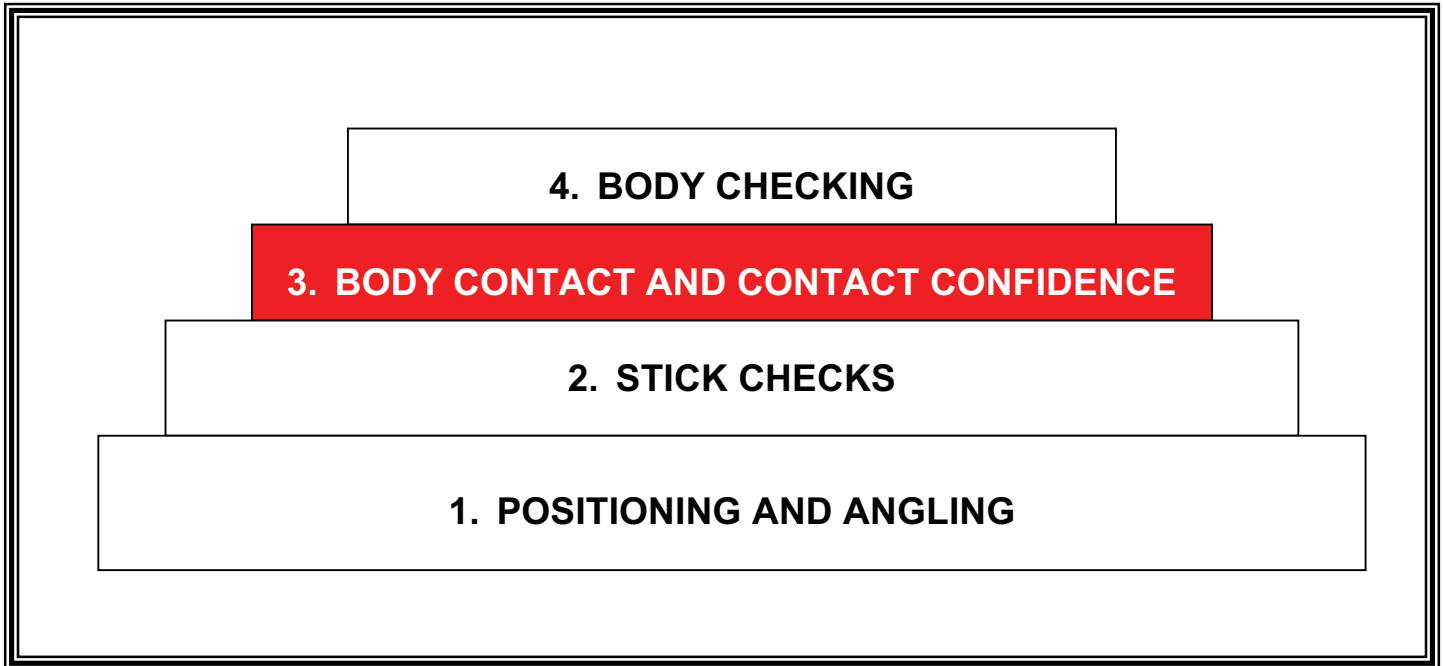 4. BODY CHECKING
3. BODY CONTACT AND CONTACT CONFIDENCE
2. STICK CHECKS
1. POSITIONING AND ANGLING